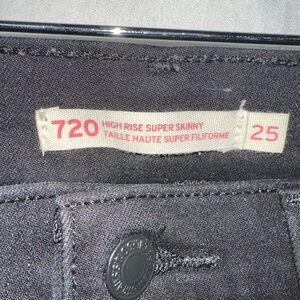 720 HIGH RISE SUPER SKINNY
TAILLE HAUTE SUPER FILIFORME
25